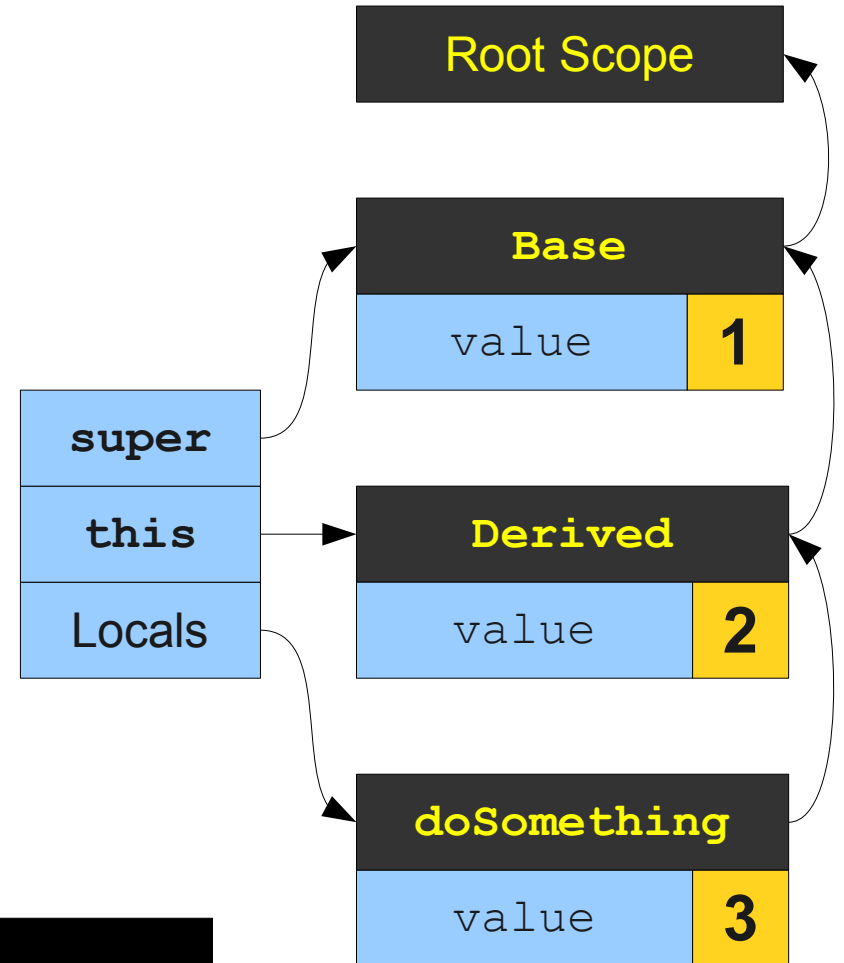 Root Scope
Base
value 1
super
this
Locals
Derived
value 2
doSomething
value 3